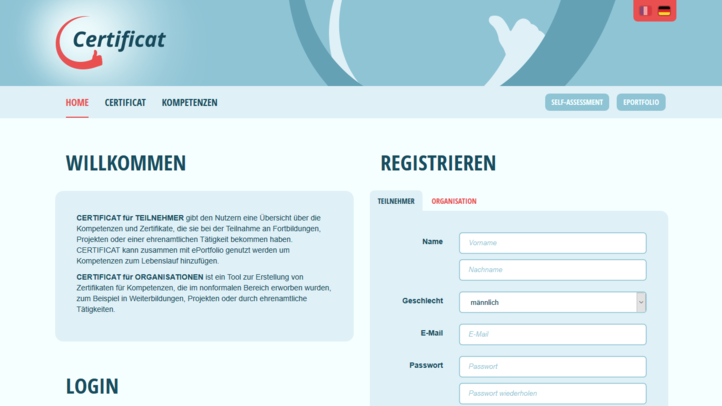 Certificat
HOME CERTIFICAT KOMPETENZEN SELF-ASSESSMENT EPORTFOLIO
WILLKOMMEN
CERTIFICAT für TEILNEHMER gibt den Nutzern eine Übersicht über die
Kompetenzen und Zertifikate, die sie bei der Teilnahme an Fortbildungen,
Projekten oder einer ehrenamtlichen Tätigkeit bekommen haben.
CERTIFICAT kann zusammen mit ePortfolio genutzt werden um
Kompetenzen zum Lebenslauf hinzufügen.
CERTIFICAT für ORGANISATIONEN ist ein Tool zur Erstellung von
Zertifikaten für Kompetenzen, die im nonformalen Bereich erworben wurden,
zum Beispiel in Weiterbildungen, Projekten oder durch ehrenamtliche
Tätigkeiten.
LOGIN
REGISTRIEREN
TEILNEHMER ORGANISATION
Name Vorname
Nachname
Geschlecht männlich
E-Mail E-Mail
Passwort Passwort
Passwort wiederholen